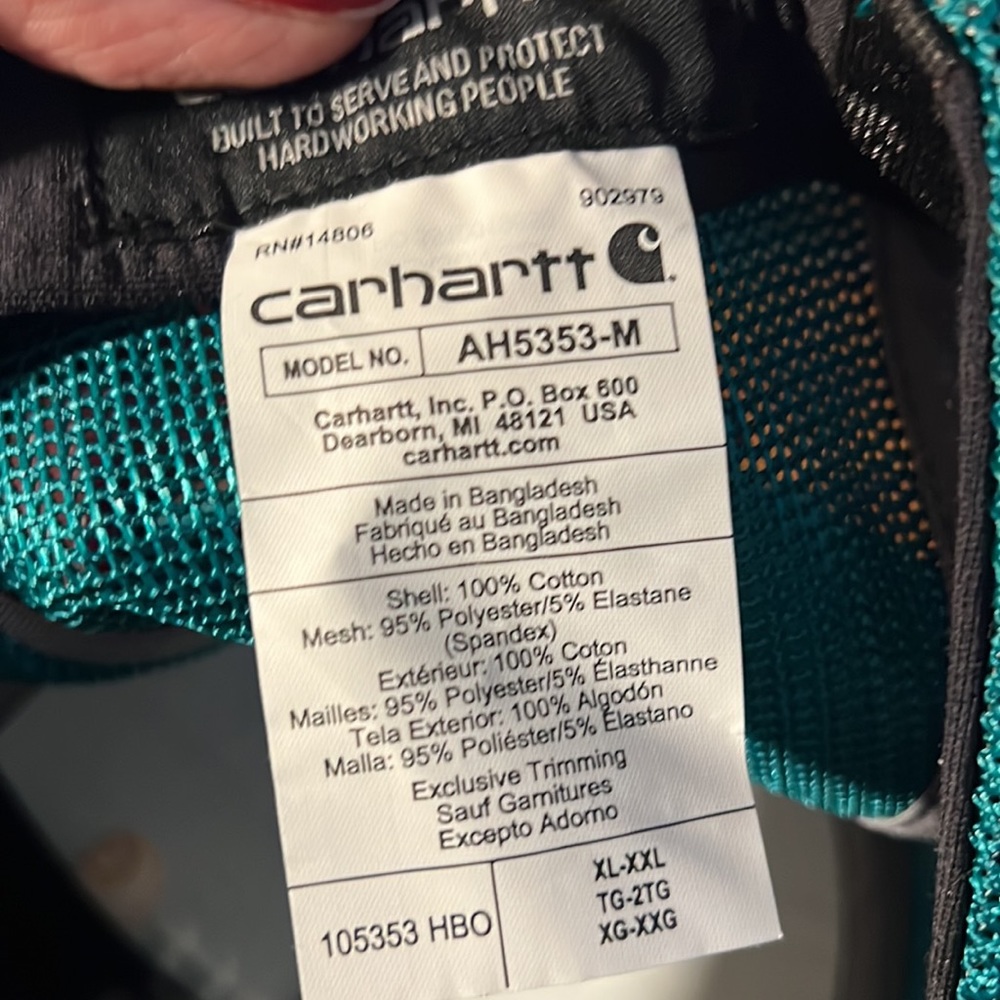 BUILT TO SERVE AND PROTECT
HARDWORKING PEOPLE
902979
RN#14806
carhartt
MODEL NO. AH5353-M
Carhartt, Inc. P.O. Box 600
Dearborn, MI 48121 USA
carhartt.com
Made in Bangladesh
Fabriqué au Bangladesh
Hecho en Bangladesh
Shell: 100% Cotton
Mesh: 95% Polyester/5% Elastane
(Spandex)
Extérieur: 100% Coton
Mailles: 95% Polyester/5% Élasthanne
Tela Exterior: 100% Algodón
Malla: 95% Poliéster/5% Elastano
Exclusive Trimming
Sauf Garnitures
Excepto Adorno
105353 HBO
XL-XXL
TG-2TG
XG-XXG